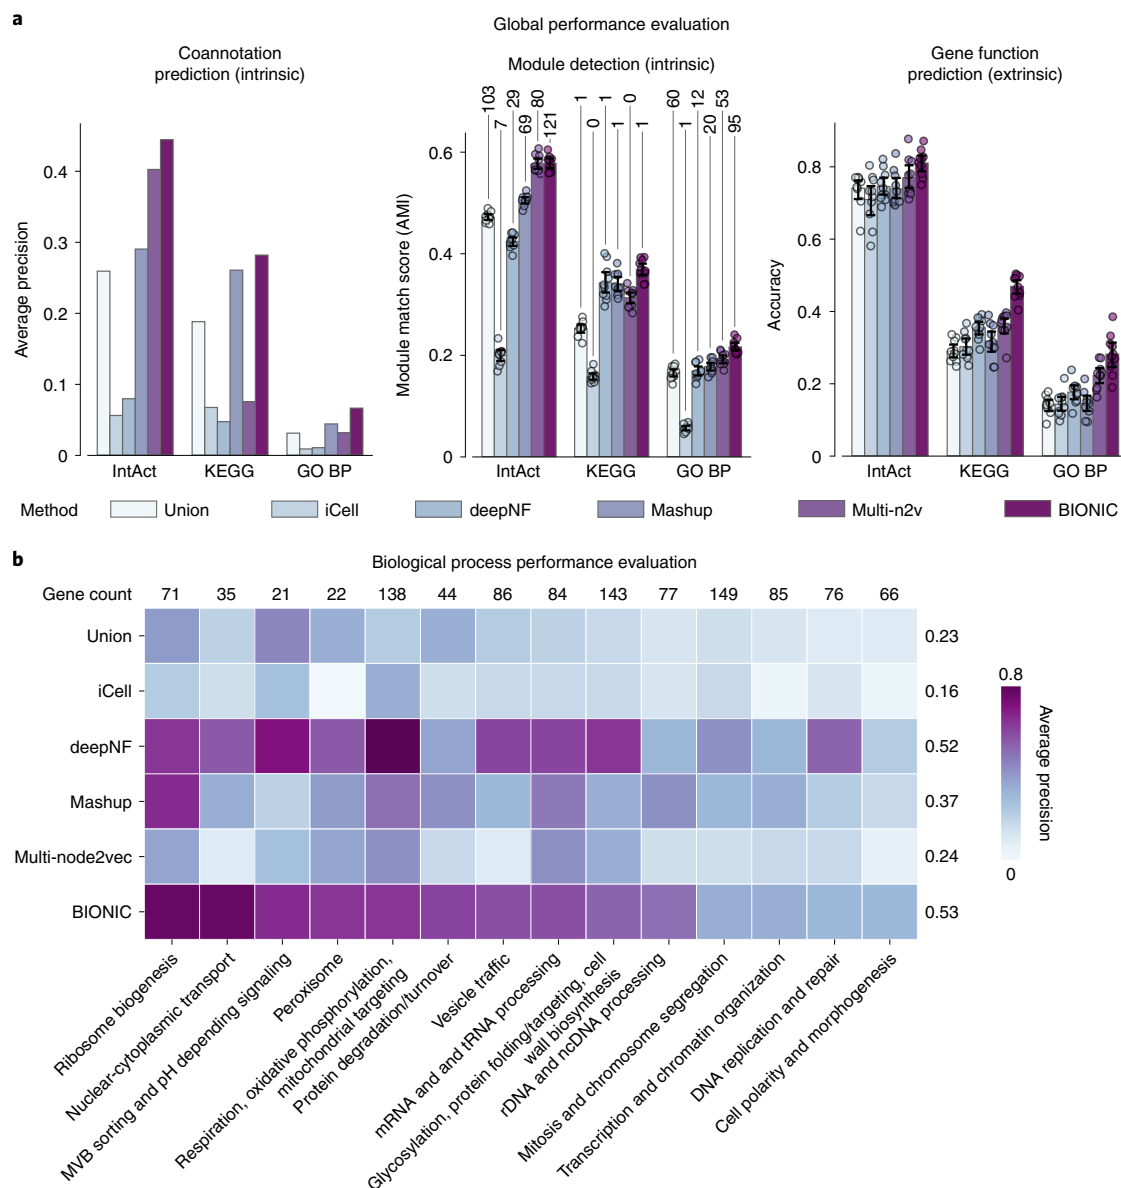 a
Global performance evaluation
Coannotation
prediction (intrinsic)
Module detection (intrinsic)
Gene function
prediction (extrinsic)
Average precision
0.4
0.3
0.2
0.1
0
IntAct
KEGG
GO BP
Module match score (AMI)
0.6
0.4
0.2
0
103
7
29
69
80
121
1
0
1
1
0
1
60
1
12
20
53
95
IntAct
KEGG
GO BP
Accuracy
0.8
0.6
0.4
0.2
0
IntAct
KEGG
GO BP
Method
Union
iCell
deepNF
Mashup
Multi-n2v
BIONIC
b
Biological process performance evaluation
Gene count 71 35 21 22 138 44 86 84 143 77 149 85 76 66
Union 0.23
iCell 0.16
deepNF 0.52
Mashup 0.37
Multi-node2vec 0.24
BIONIC 0.53
0.8
Average precision
0
Ribosome biogenesis
Nuclear-cytoplasmic transport
MVB sorting and pH depending signaling
Peroxisome
Respiration, oxidative phosphorylation,
mitochondrial targeting
Protein degradation/turnover
Vesicle traffic
mRNA and and tRNA processing
Glycosylation, protein folding/targeting, cell
wall biosynthesis
rDNA and ncDNA processing
Mitosis and chromosome segregation
Transcription and chromatin organization
DNA replication and repair
Cell polarity and morphogenesis